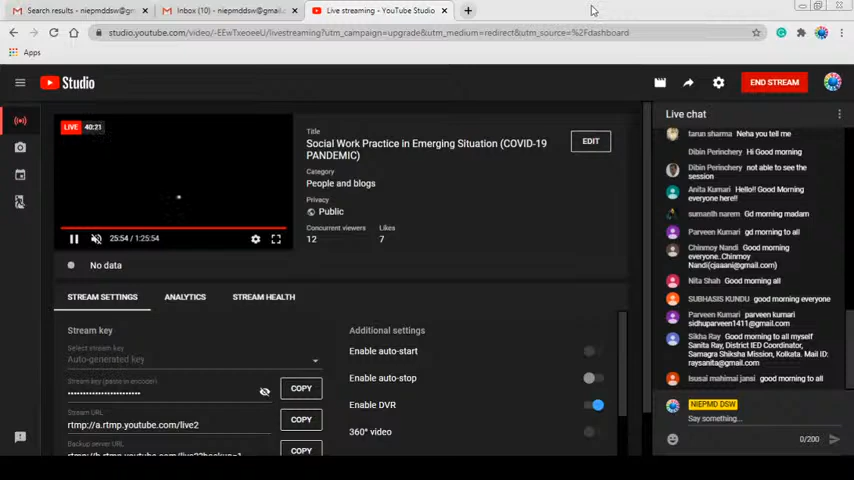 Search results - niepmddsw@gm
Inbox (10) - niepmddsw@gmail.
Live streaming - YouTube Studio
studio.youtube.com/video/-EEwTxeoeeU/livestreaming?utm_campaign=upgrade&utm_medium=redirect&utm_source=%2Fdashboard
Apps
Studio
END STREAM
LIVE 40:21
25:54 / 1:25:54
No data
Title
Social Work Practice in Emerging Situation (COVID-19
PANDEMIC)
EDIT
Category
People and blogs
Privacy
Public
Concurrent viewers
Likes
12
7
STREAM SETTINGS
ANALYTICS
STREAM HEALTH
Stream key
Select stream key
Auto-generated key
Stream key (paste in encoder)
COPY
Stream URL
rtmp://a.rtmp.youtube.com/live2
COPY
Backup server URL
rtmp://b.rtmp.youtube.com/live2?backup=1
COPY
Additional settings
Enable auto-start
Enable auto-stop
Enable DVR
360° video
Live chat
tarun sharma Neha you tell me
Dibin Perinchery Hi Good morning
Dibin Perinchery not able to see the
session
Anita Kumari Hello!! Good Morning
everyone here!!
sumanth narem Gd morning madam
Parveen Kumari gd morning to all
Chinmoy Nandi Good morning
everyone..Chinmoy
Nandi(cjaaani@gmail.com)
Nita Shah Good morning all
SUBHASIS KUNDU good morning everyone
Parveen Kumari parveen kumari
sidhuparveen1411@gmail.com
Sikha Ray Good morning to all myself
Sanita Ray, District IED Coordinator,
Samagra Shiksha Mission, Kolkata. Mail ID:
raysanita@gmail.com
Isusai mahimai jansi good morning to all
NIEPMD DSW
Say something...
0/200